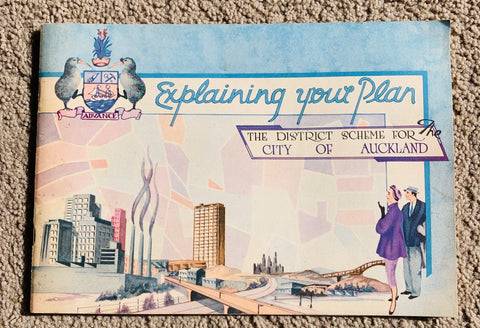 Explaining your Plan
THE DISTRICT SCHEME FOR The
CITY OF AUCKLAND
ADVANCE